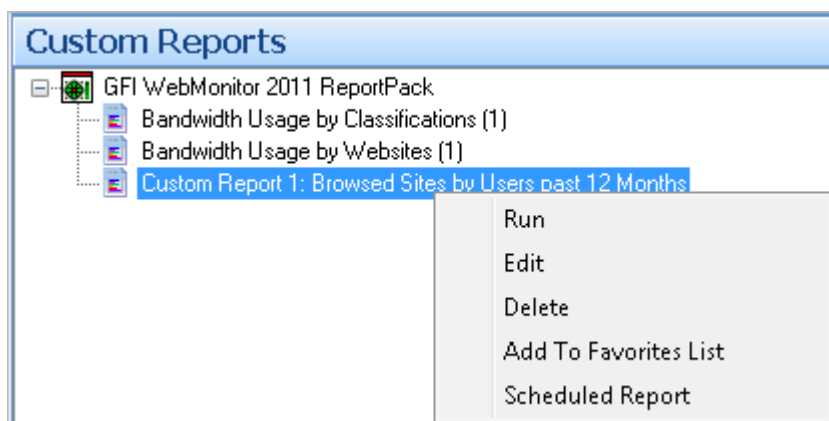 Custom Reports
GFI WebMonitor 2011 ReportPack
Bandwidth Usage by Classifications (1)
Bandwidth Usage by Websites (1)
Custom Report 1: Browsed Sites by Users past 12 Months
Run
Edit
Delete
Add To Favorites List
Scheduled Report